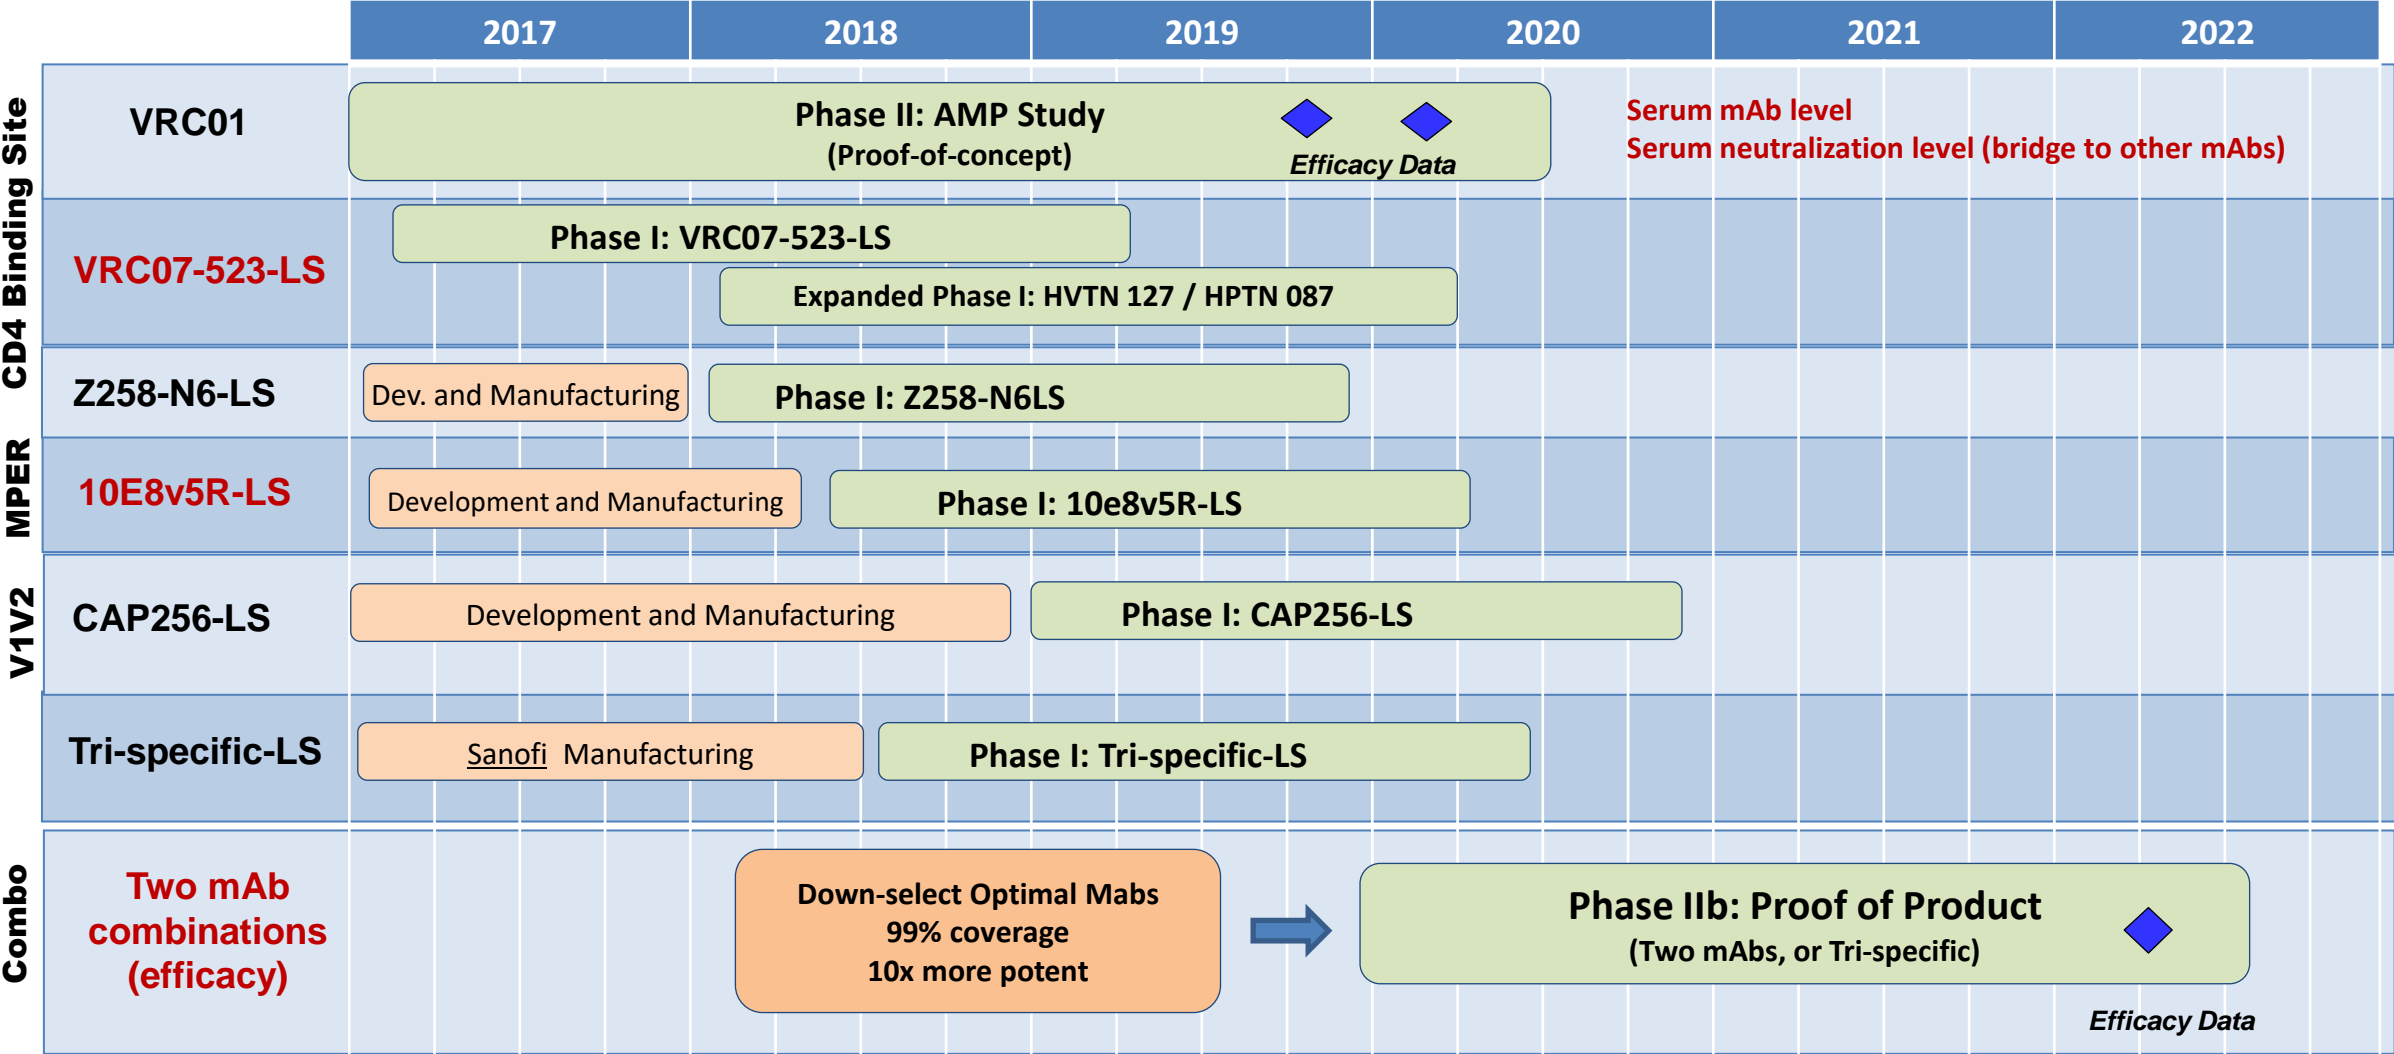 2017 2018 2019 2020 2021 2022
CD4 Binding Site
VRC01
Phase II: AMP Study
(Proof-of-concept)
Efficacy Data
Serum mAb level
Serum neutralization level (bridge to other mAbs)
VRC07-523-LS
Phase I: VRC07-523-LS
Expanded Phase I: HVTN 127 / HPTN 087
Z258-N6-LS
Dev. and Manufacturing
Phase I: Z258-N6LS
MPER
10E8v5R-LS
Development and Manufacturing
Phase I: 10e8v5R-LS
V1V2
CAP256-LS
Development and Manufacturing
Phase I: CAP256-LS
Tri-specific-LS
Sanofi Manufacturing
Phase I: Tri-specific-LS
Combo
Two mAb
combinations
(efficacy)
Down-select Optimal Mabs
99% coverage
10x more potent
Phase IIb: Proof of Product
(Two mAbs, or Tri-specific)
Efficacy Data